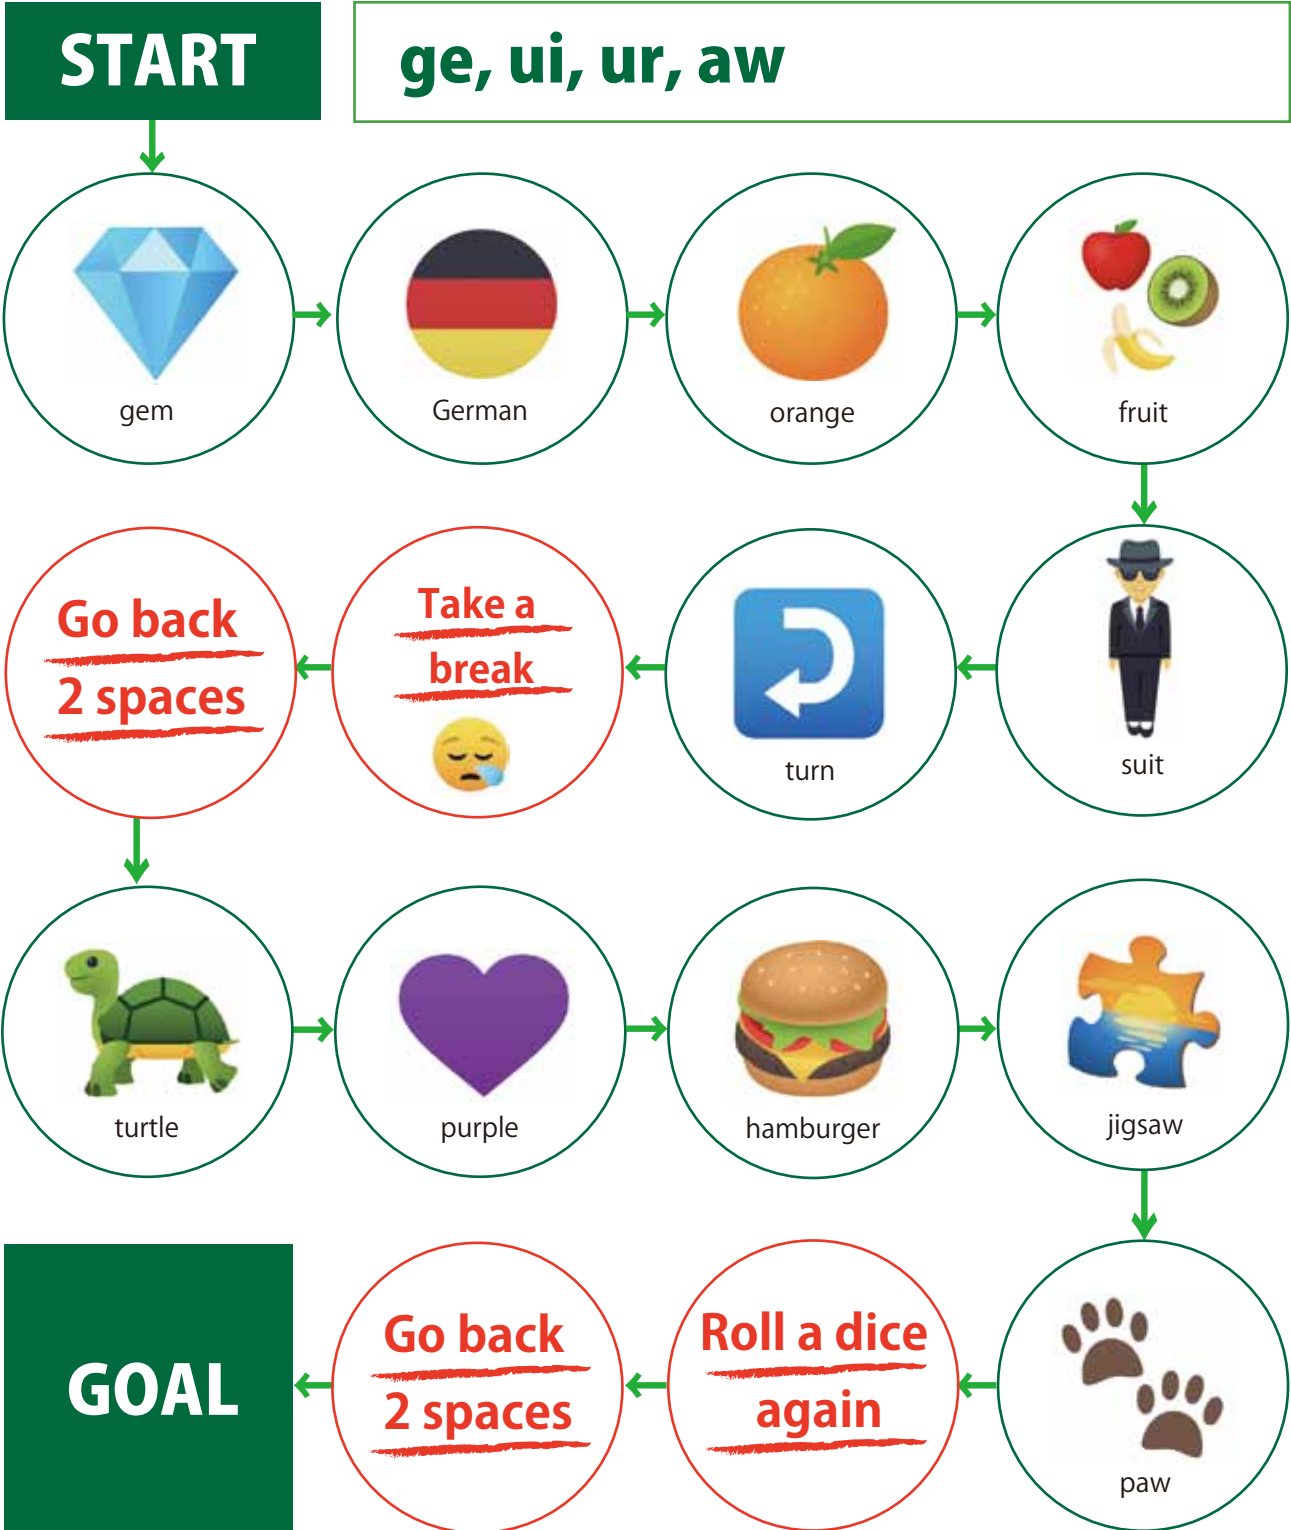 START
ge, ui, ur, aw
gem
German
orange
fruit
suit
turn
Take a
break
Go back
2 spaces
turtle
purple
hamburger
jigsaw
paw
Roll a dice
again
Go back
2 spaces
GOAL